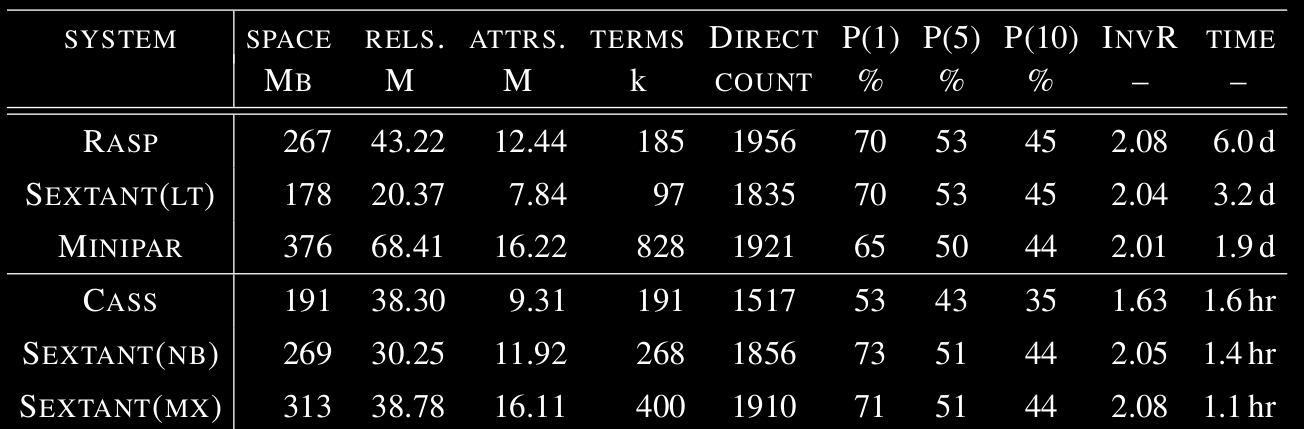 SYSTEM SPACE RELS. ATTRS. TERMS DIRECT P(1) P(5) P(10) INVR TIME
MB M M k COUNT % % % – –
RASP 267 43.22 12.44 185 1956 70 53 45 2.08 6.0 d
SEXTANT(LT) 178 20.37 7.84 97 1835 70 53 45 2.04 3.2 d
MINIPAR 376 68.41 16.22 828 1921 65 50 44 2.01 1.9 d
CASS 191 38.30 9.31 191 1517 53 43 35 1.63 1.6 hr
SEXTANT(NB) 269 30.25 11.92 268 1856 73 51 44 2.05 1.4 hr
SEXTANT(MX) 313 38.78 16.11 400 1910 71 51 44 2.08 1.1 hr